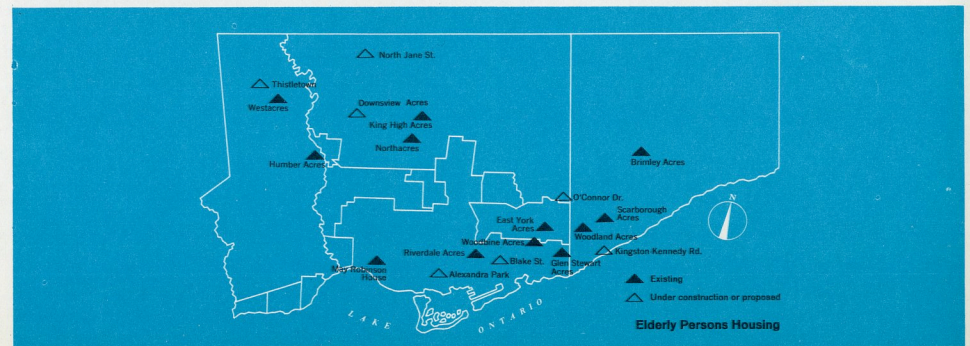 North Jane St.
Thistletown
Westacres
Downsview Acres
King High Acres
Northacres
Humber Acres
Brimley Acres
N
O'Connor Dr.
Scarborough
Acres
East York
Acres
Woodland Acres
Woodbine Acres
Kingston Kennedy Rd.
Riverdale Acres
Blake St.
Glen Stewart
Acres
May Robinson
House
Alexandra Park
Existing
Under construction or proposed
LAKE ONTARIO
Elderly Persons Housing